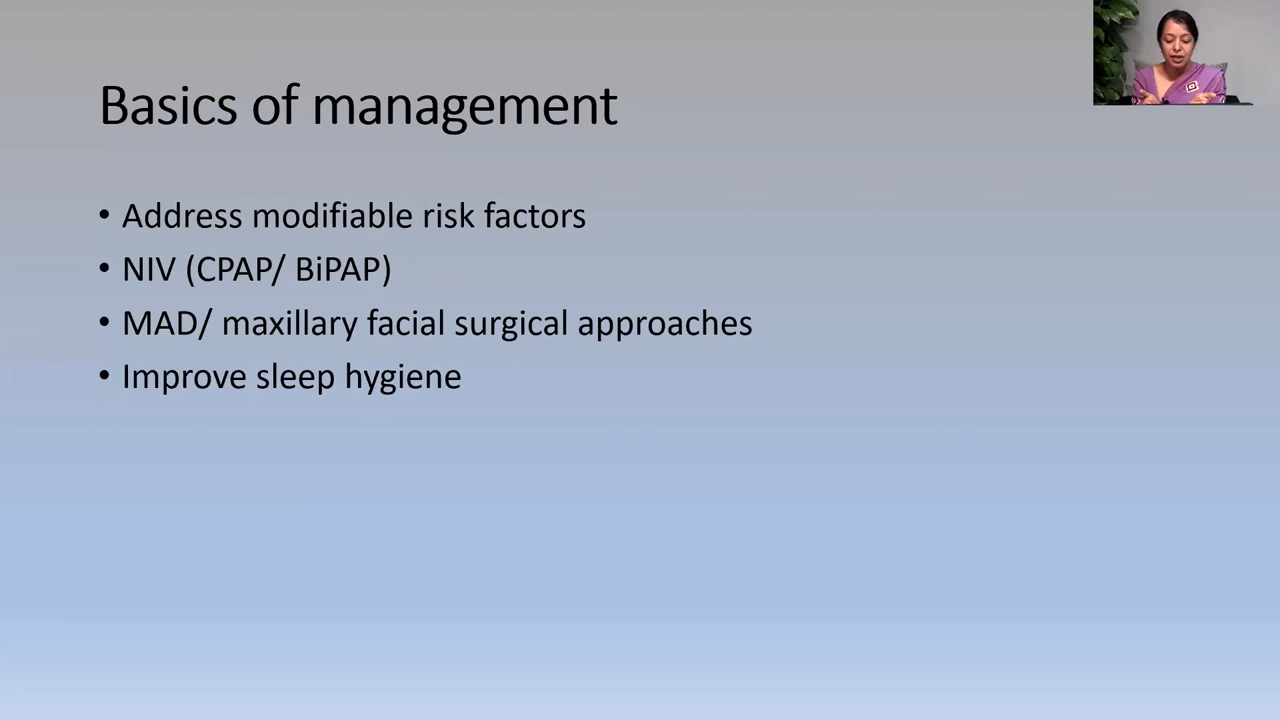 Basics of management
• Address modifiable risk factors
• NIV (CPAP/ BiPAP)
• MAD/ maxillary facial surgical approaches
• Improve sleep hygiene